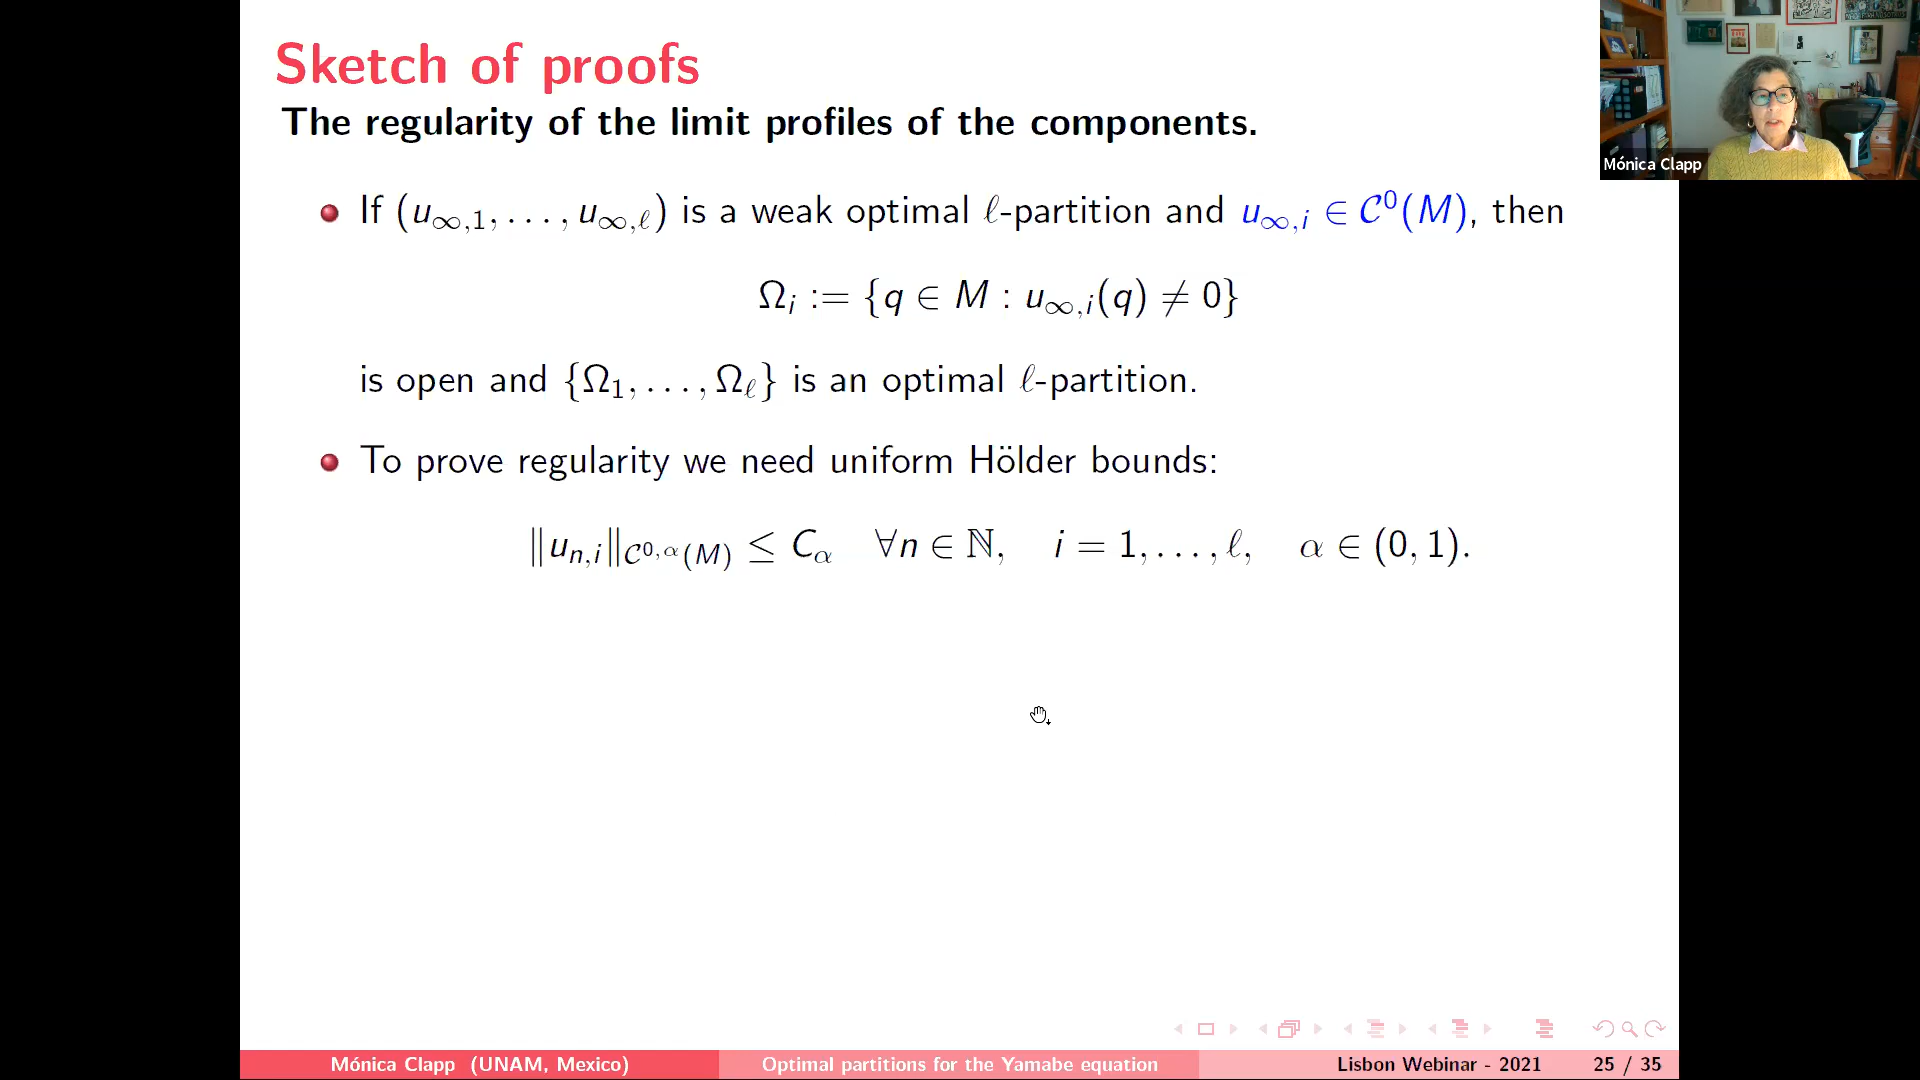 Sketch of proofs
The regularity of the limit profiles of the components.
If (u∞,1, . . . , u∞,ℓ) is a weak optimal ℓ-partition and u∞,i ∈ C⁰(M), then
Ωi := {q ∈ M : u∞,i(q) ≠ 0}
is open and {Ω1, . . . , Ωℓ} is an optimal ℓ-partition.
To prove regularity we need uniform Hölder bounds:
‖un,i‖C⁰,α(M) ≤ Cα ∀n ∈ ℕ, i = 1, . . . , ℓ, α ∈ (0, 1).
Mónica Clapp
Mónica Clapp (UNAM, Mexico) Optimal partitions for the Yamabe equation Lisbon Webinar - 2021 25 / 35